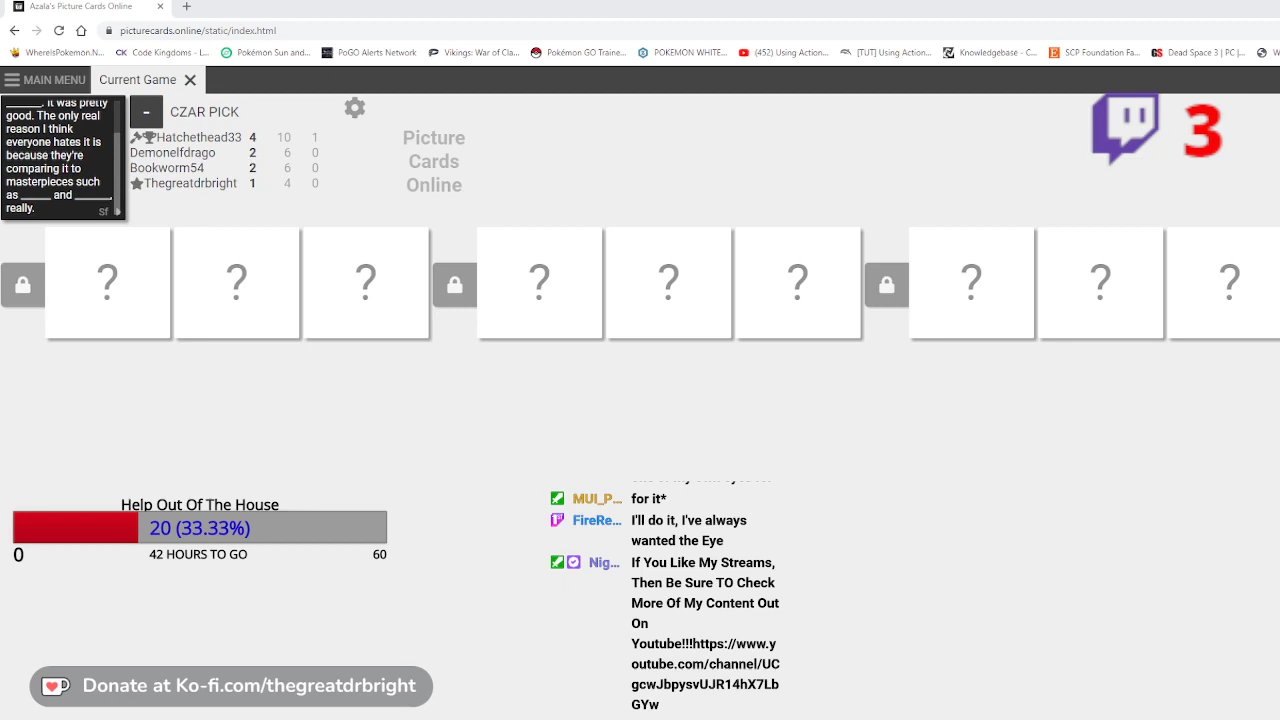 Azala's Picture Cards Online
picturecards.online/static/index.html
WhereIsPokemon.N...
Code Kingdoms - L...
Pokémon Sun and...
PoGO Alerts Network
Vikings: War of Cla...
Pokémon GO Traine...
POKEMON WHITE...
(452) Using Action...
[TUT] Using Action...
Knowledgebase - C...
SCP Foundation Fa...
Dead Space 3 | PC |...
MAIN MENU
Current Game
______. It was pretty
good. The only real
reason I think
everyone hates it is
because they're
comparing it to
masterpieces such
as _____ and ______,
really.
Sf
-
CZAR PICK
Hatchethead33 4 10 1
Demonelfdrago 2 6 0
Bookworm54 2 6 0
Thegreatdrbright 1 4 0
Picture
Cards
Online
3
? ? ? ? ? ? ? ? ?
Help Out Of The House
20 (33.33%)
0 42 HOURS TO GO 60
MUI_P... for it*
FireRe... I'll do it, I've always
wanted the Eye
Nig... If You Like My Streams,
Then Be Sure TO Check
More Of My Content Out
On
Youtube!!!https://www.y
outube.com/channel/UC
gcwJbpysvUJR14hX7Lb
GYw
Donate at Ko-fi.com/thegreatdrbright